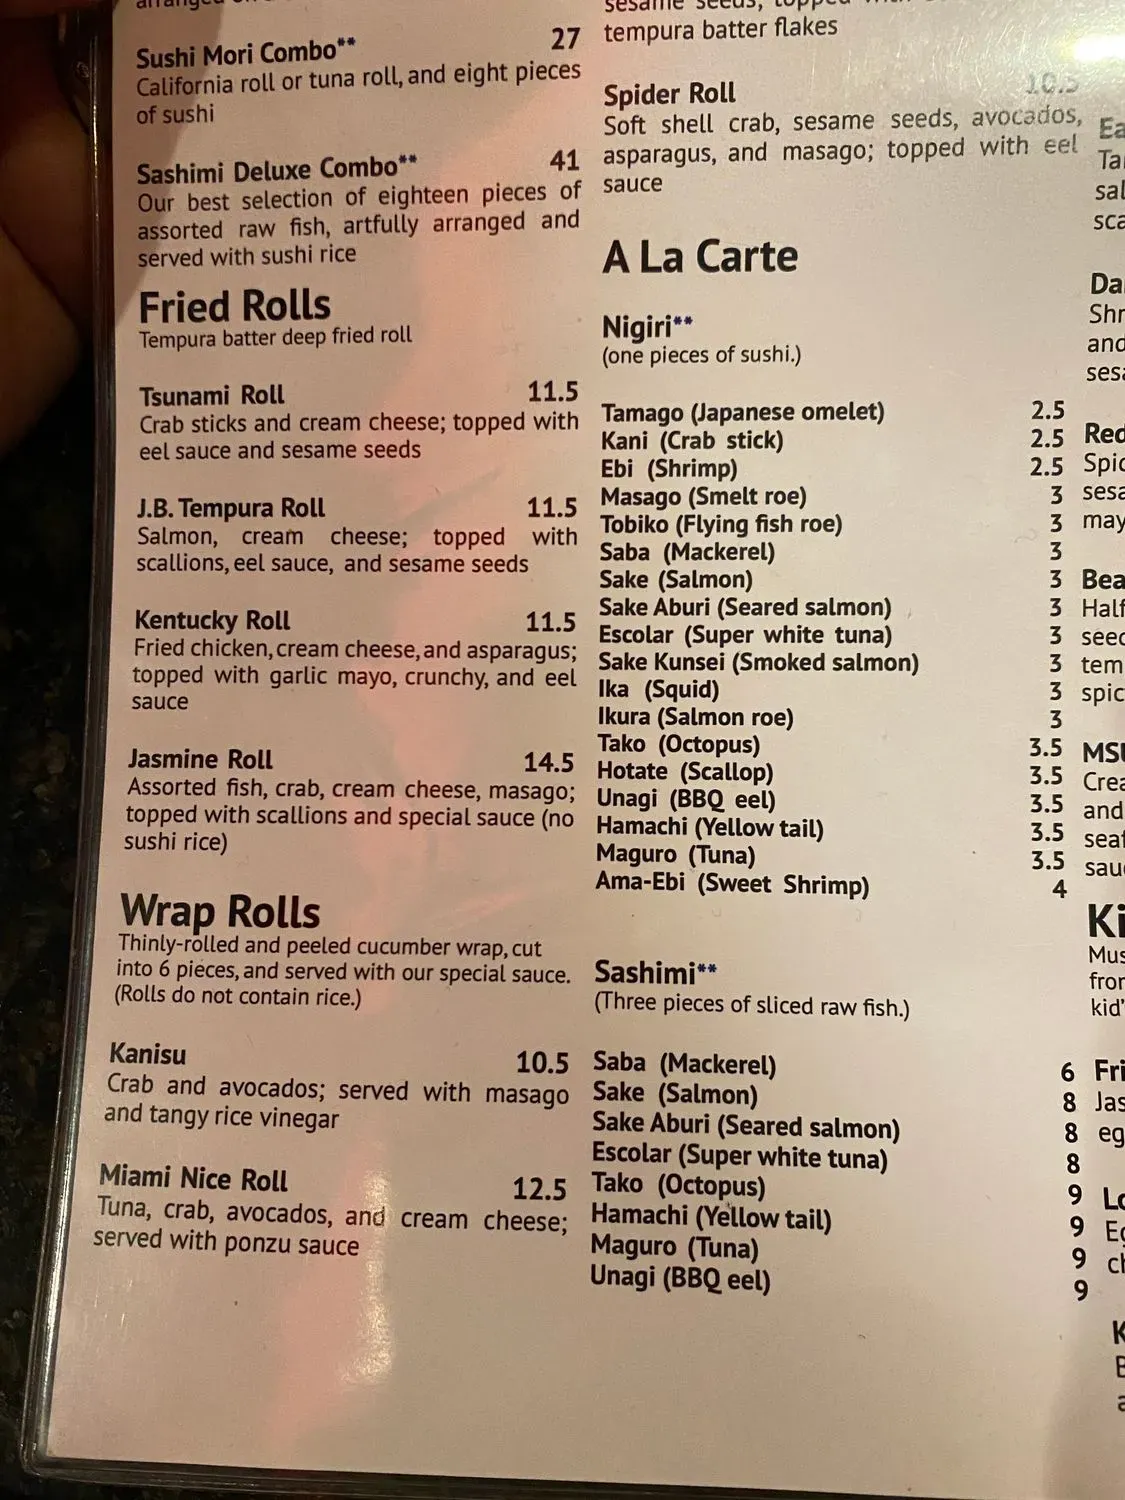 Sushi Mori Combo** 27
California roll or tuna roll, and eight pieces
of sushi
Sashimi Deluxe Combo** 41
Our best selection of eighteen pieces of
assorted raw fish, artfully arranged and
served with sushi rice
Fried Rolls
Tempura batter deep fried roll
Tsunami Roll 11.5
Crab sticks and cream cheese; topped with
eel sauce and sesame seeds
J.B. Tempura Roll 11.5
Salmon, cream cheese; topped with
scallions, eel sauce, and sesame seeds
Kentucky Roll 11.5
Fried chicken, cream cheese, and asparagus;
topped with garlic mayo, crunchy, and eel
sauce
Jasmine Roll 14.5
Assorted fish, crab, cream cheese, masago;
topped with scallions and special sauce (no
sushi rice)
Wrap Rolls
Thinly-rolled and peeled cucumber wrap, cut
into 6 pieces, and served with our special sauce.
(Rolls do not contain rice.)
Kanisu 10.5
Crab and avocados; served with masago
and tangy rice vinegar
Miami Nice Roll 12.5
Tuna, crab, avocados, and cream cheese;
served with ponzu sauce
sesame seeds, topped with
tempura batter flakes
Spider Roll 10.5
Soft shell crab, sesame seeds, avocados,
asparagus, and masago; topped with eel
sauce
A La Carte
Nigiri**
(one pieces of sushi.)
Tamago (Japanese omelet) 2.5
Kani (Crab stick) 2.5
Ebi (Shrimp) 2.5
Masago (Smelt roe) 3
Tobiko (Flying fish roe) 3
Saba (Mackerel) 3
Sake (Salmon) 3
Sake Aburi (Seared salmon) 3
Escolar (Super white tuna) 3
Sake Kunsei (Smoked salmon) 3
Ika (Squid) 3
Ikura (Salmon roe) 3
Tako (Octopus) 3.5
Hotate (Scallop) 3.5
Unagi (BBQ eel) 3.5
Hamachi (Yellow tail) 3.5
Maguro (Tuna) 3.5
Ama-Ebi (Sweet Shrimp) 4
Sashimi**
(Three pieces of sliced raw fish.)
Saba (Mackerel) 6
Sake (Salmon) 8
Sake Aburi (Seared salmon) 8
Escolar (Super white tuna) 8
Tako (Octopus) 9
Hamachi (Yellow tail) 9
Maguro (Tuna) 9
Unagi (BBQ eel) 9
and
Red